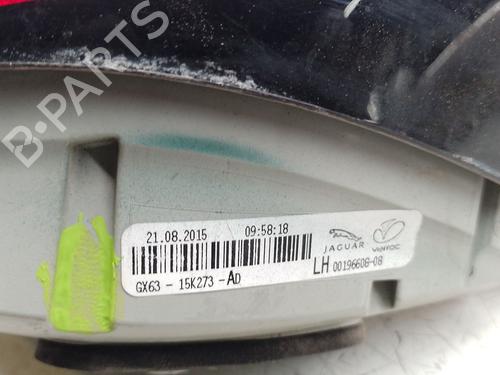 B-PARTS
21.08.2015 09:58:18
JAGUAR
GX63 - 15K273 -AD
LH 00196608-08